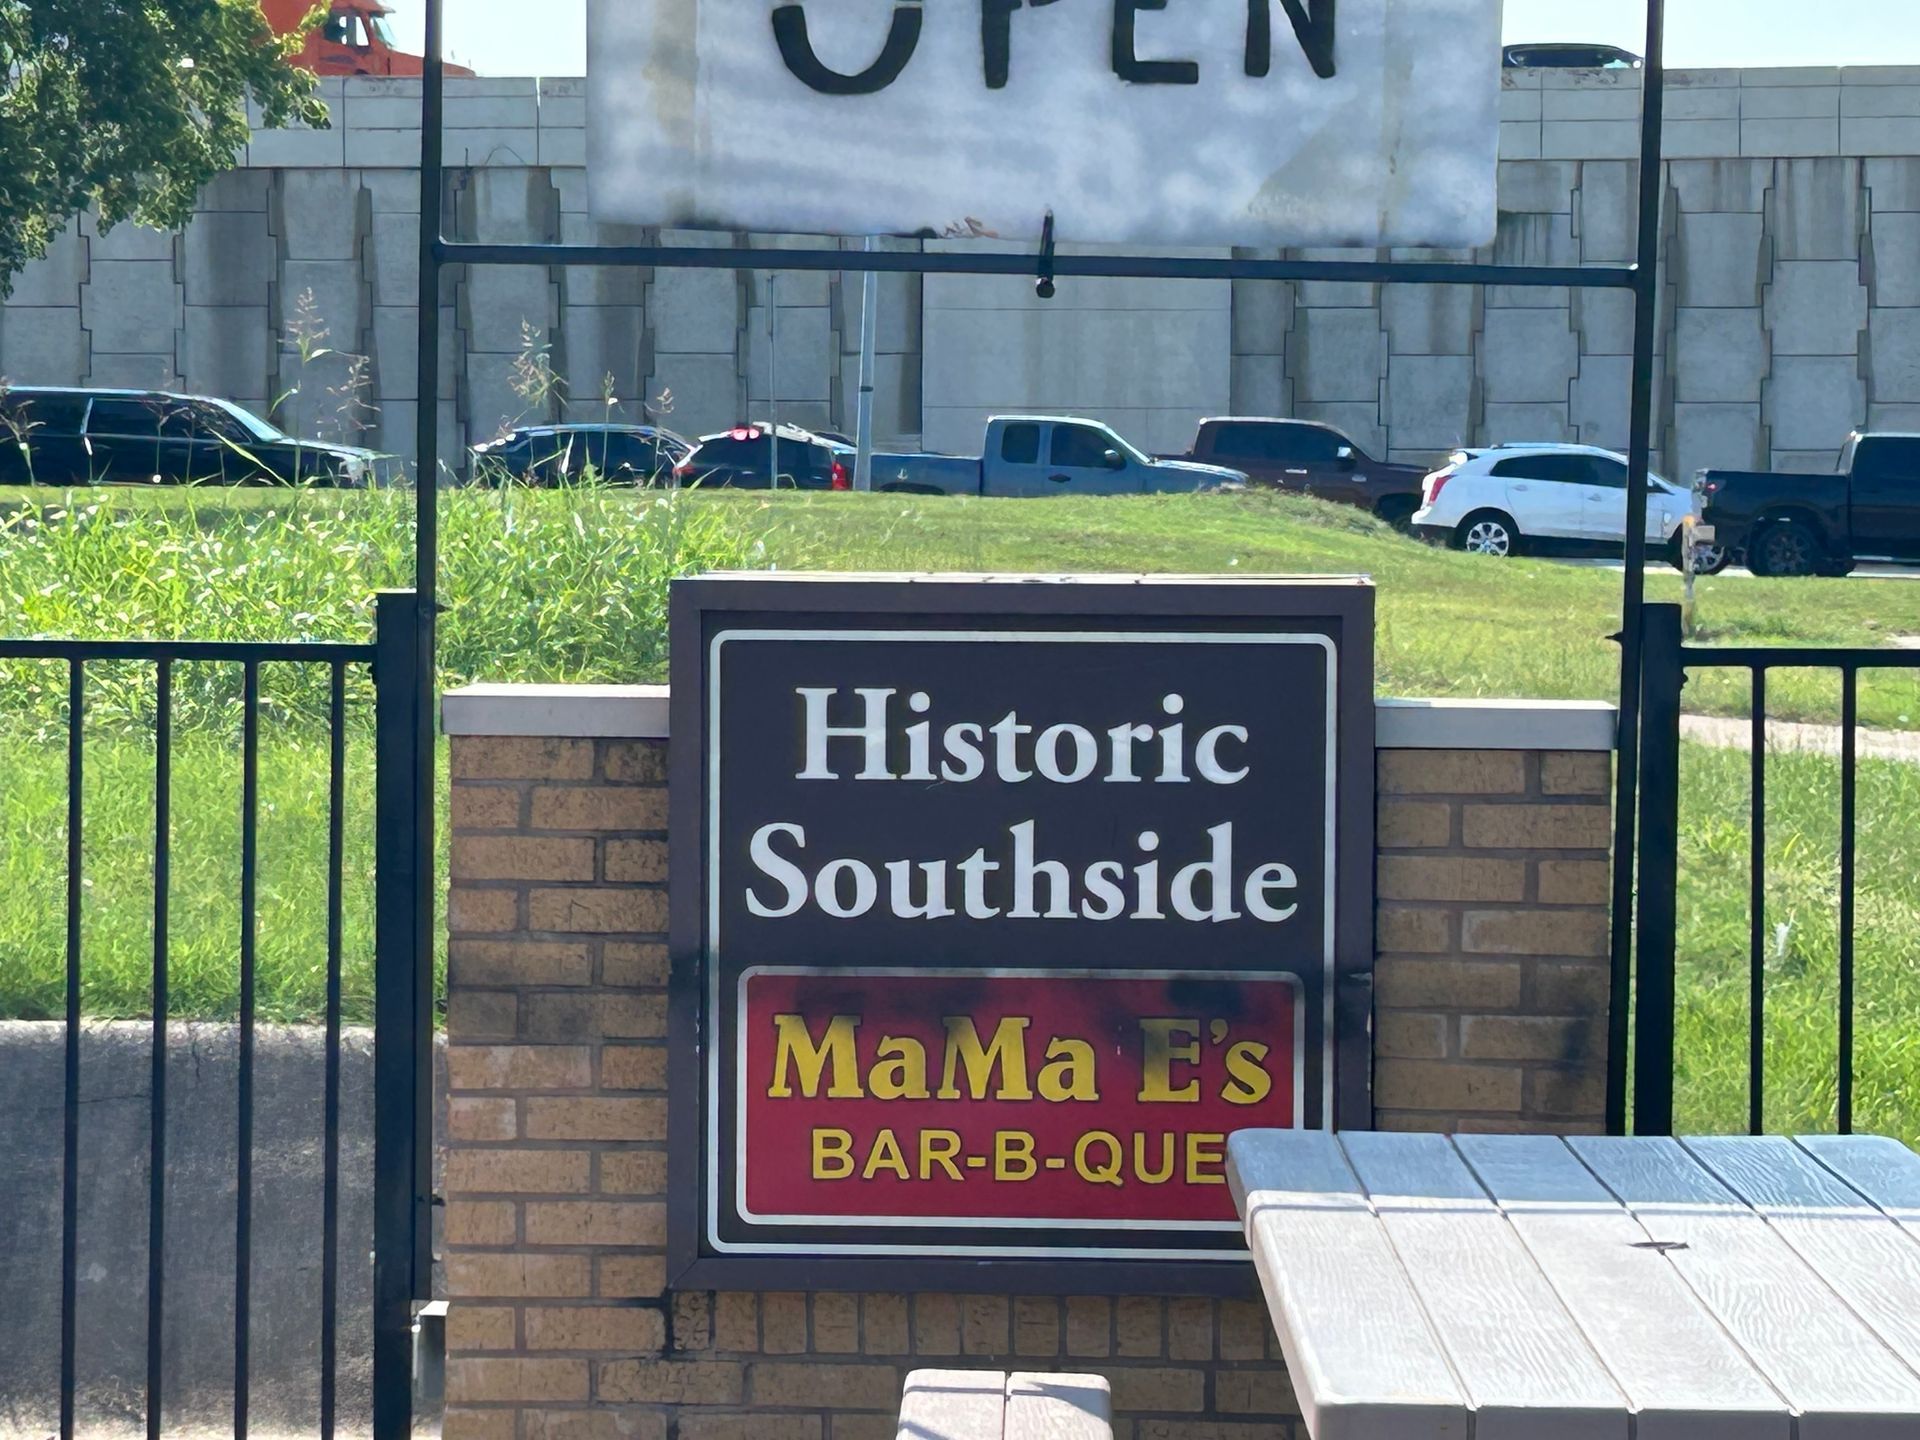 OPEN
Historic
Southside
MaMa E's
BAR-B-QUE